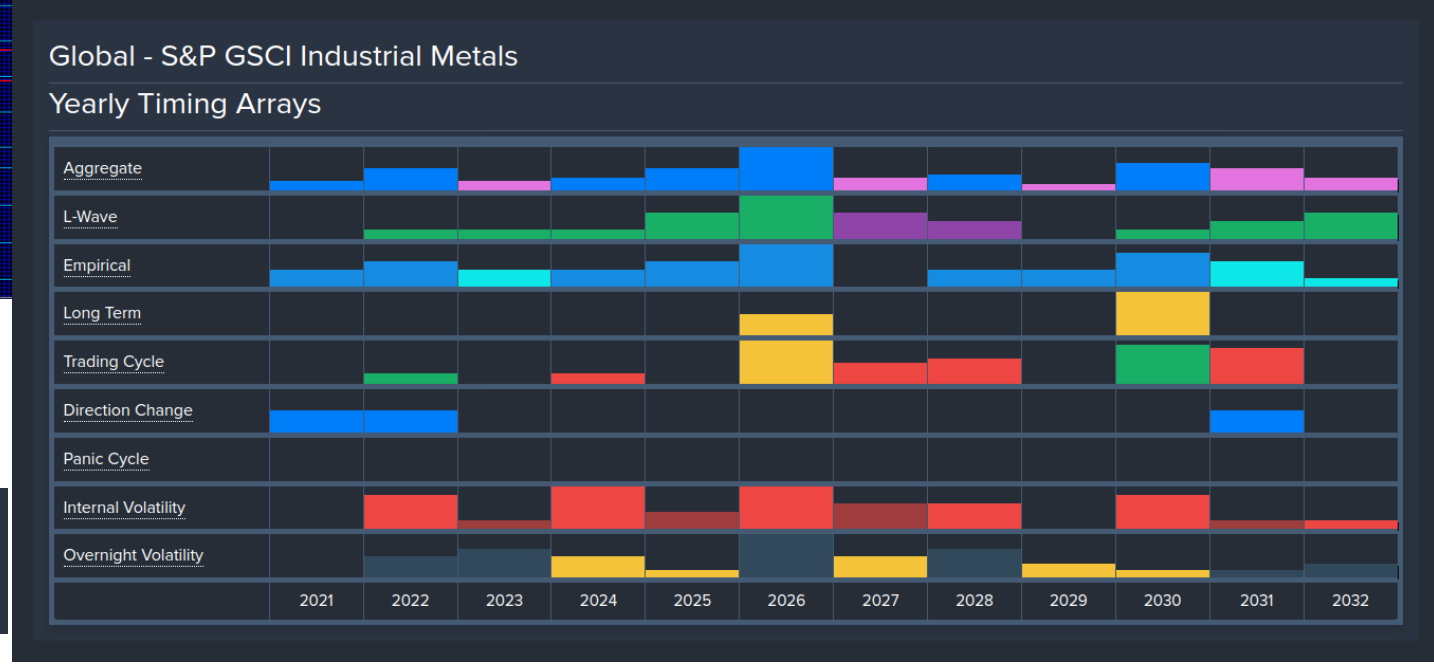 Global - S&P GSCI Industrial Metals
Yearly Timing Arrays
Aggregate
L-Wave
Empirical
Long Term
Trading Cycle
Direction Change
Panic Cycle
Internal Volatility
Overnight Volatility
2021 2022 2023 2024 2025 2026 2027 2028 2029 2030 2031 2032